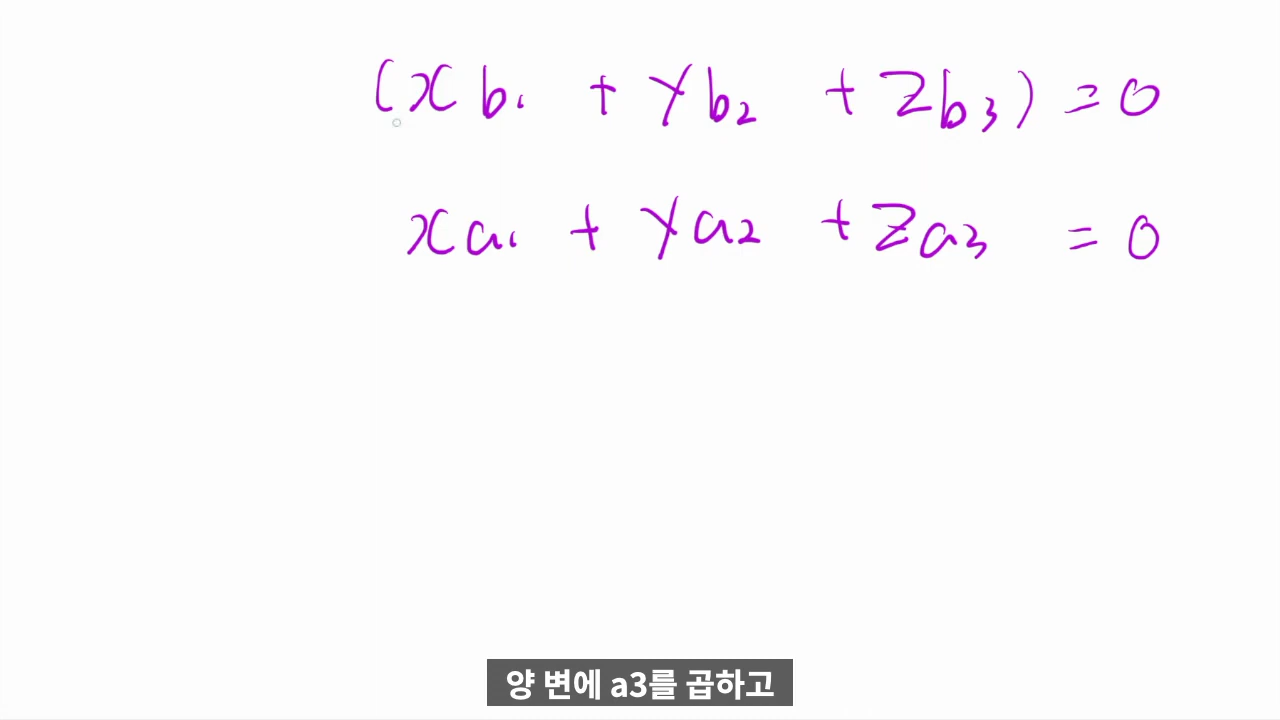 (xb₁ + yb₂ + zb₃) = 0
xa₁ + ya₂ + za₃ = 0
양 변에 a3를 곱하고